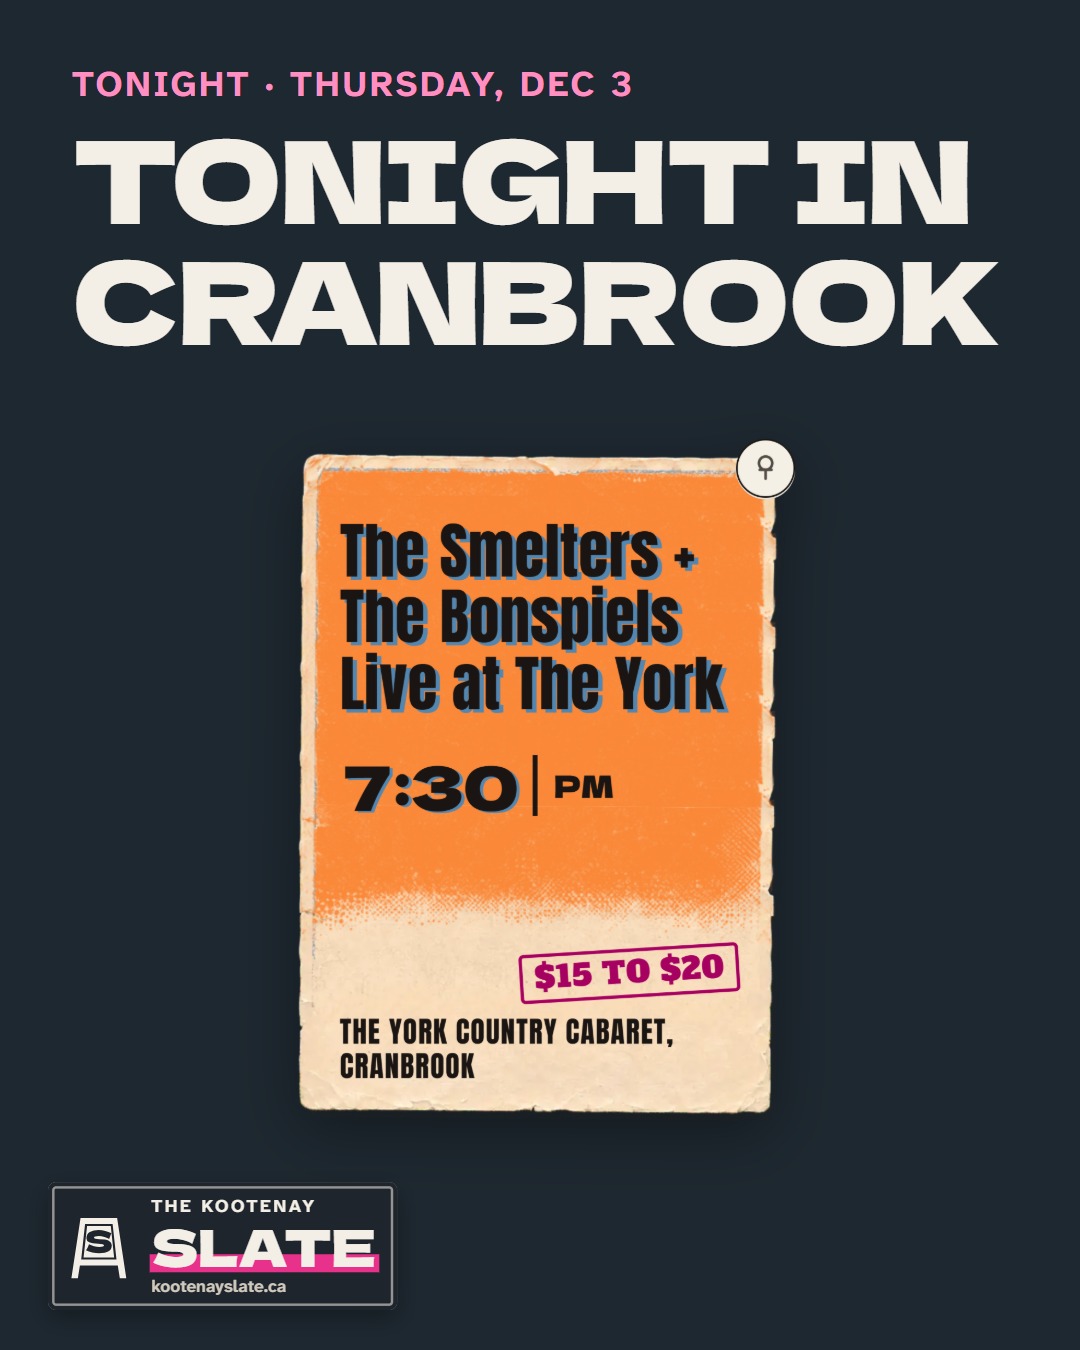 TONIGHT · THURSDAY, DEC 3
TONIGHT IN
CRANBROOK
The Smelters +
The Bonspiels
Live at The York
7:30 PM
$15 TO $20
THE YORK COUNTRY CABARET,
CRANBROOK
S
THE KOOTENAY
SLATE
kootenayslate.ca